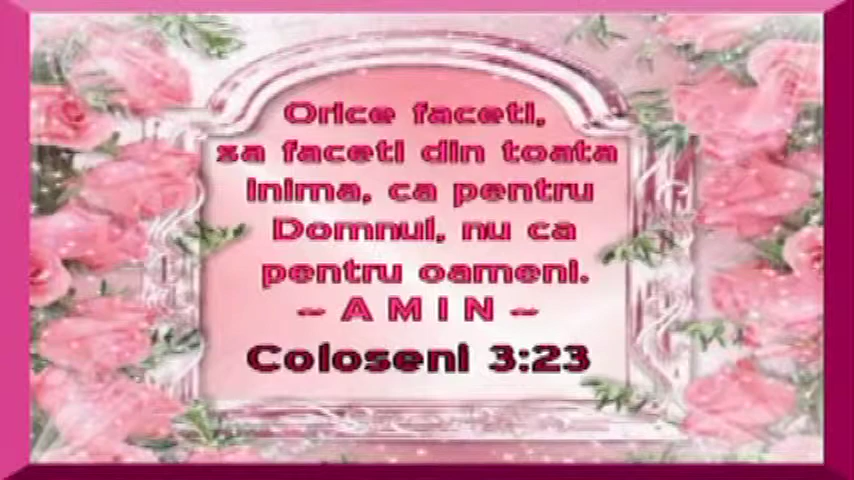 Orice faceti,
sa faceti din toata
inima, ca pentru
Domnul, nu ca
pentru oameni.
~ A M I N ~
Coloseni 3:23